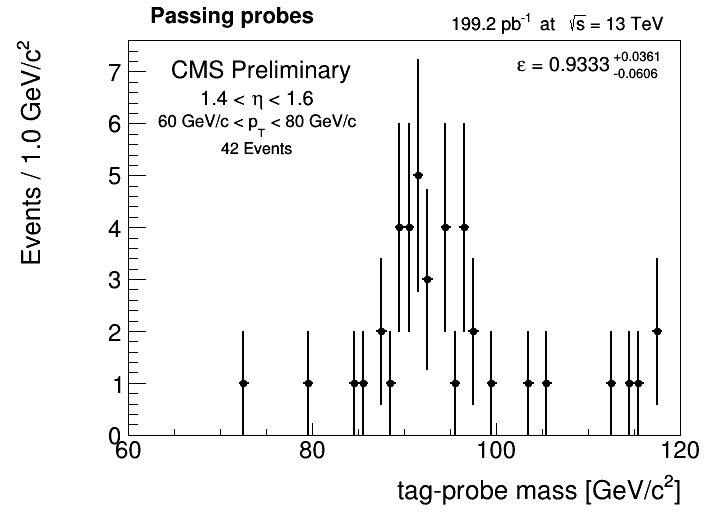 Passing probes
199.2 pb⁻¹ at √s = 13 TeV
CMS Preliminary
1.4 < η < 1.6
60 GeV/c < p_T < 80 GeV/c
42 Events
ε = 0.9333 +0.0361 -0.0606
Events / 1.0 GeV/c²
7
6
5
4
3
2
1
0
60 80 100 120
tag-probe mass [GeV/c²]